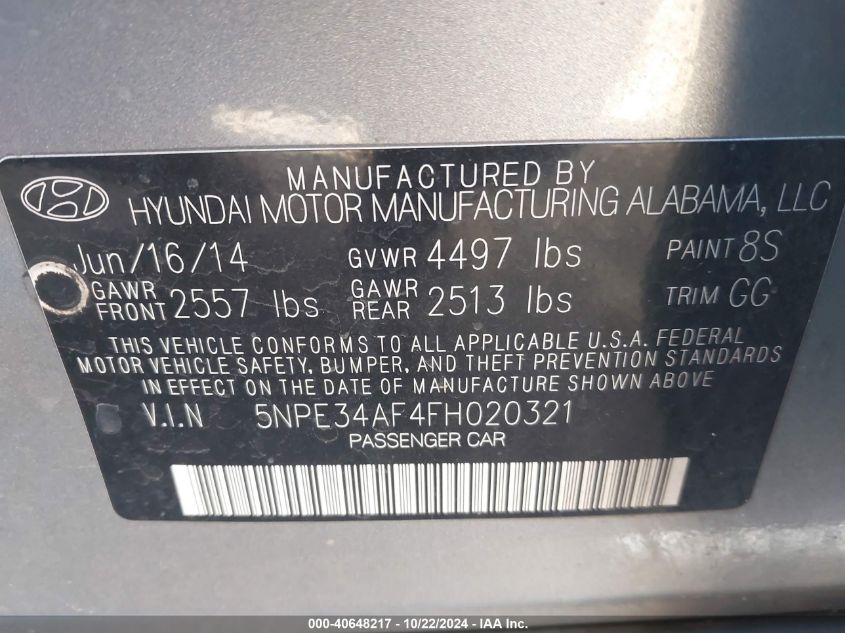 MANUFACTURED BY
HYUNDAI MOTOR MANUFACTURING ALABAMA, LLC
Jun/16/14 GVWR 4497 lbs PAINT 8S
GAWR FRONT 2557 lbs GAWR REAR 2513 lbs TRIM GG
THIS VEHICLE CONFORMS TO ALL APPLICABLE U.S.A. FEDERAL
MOTOR VEHICLE SAFETY, BUMPER, AND THEFT PREVENTION STANDARDS
IN EFFECT ON THE DATE OF MANUFACTURE SHOWN ABOVE
V.I.N 5NPE34AF4FH020321
PASSENGER CAR
000-40648217 - 10/22/2024 - IAA Inc.